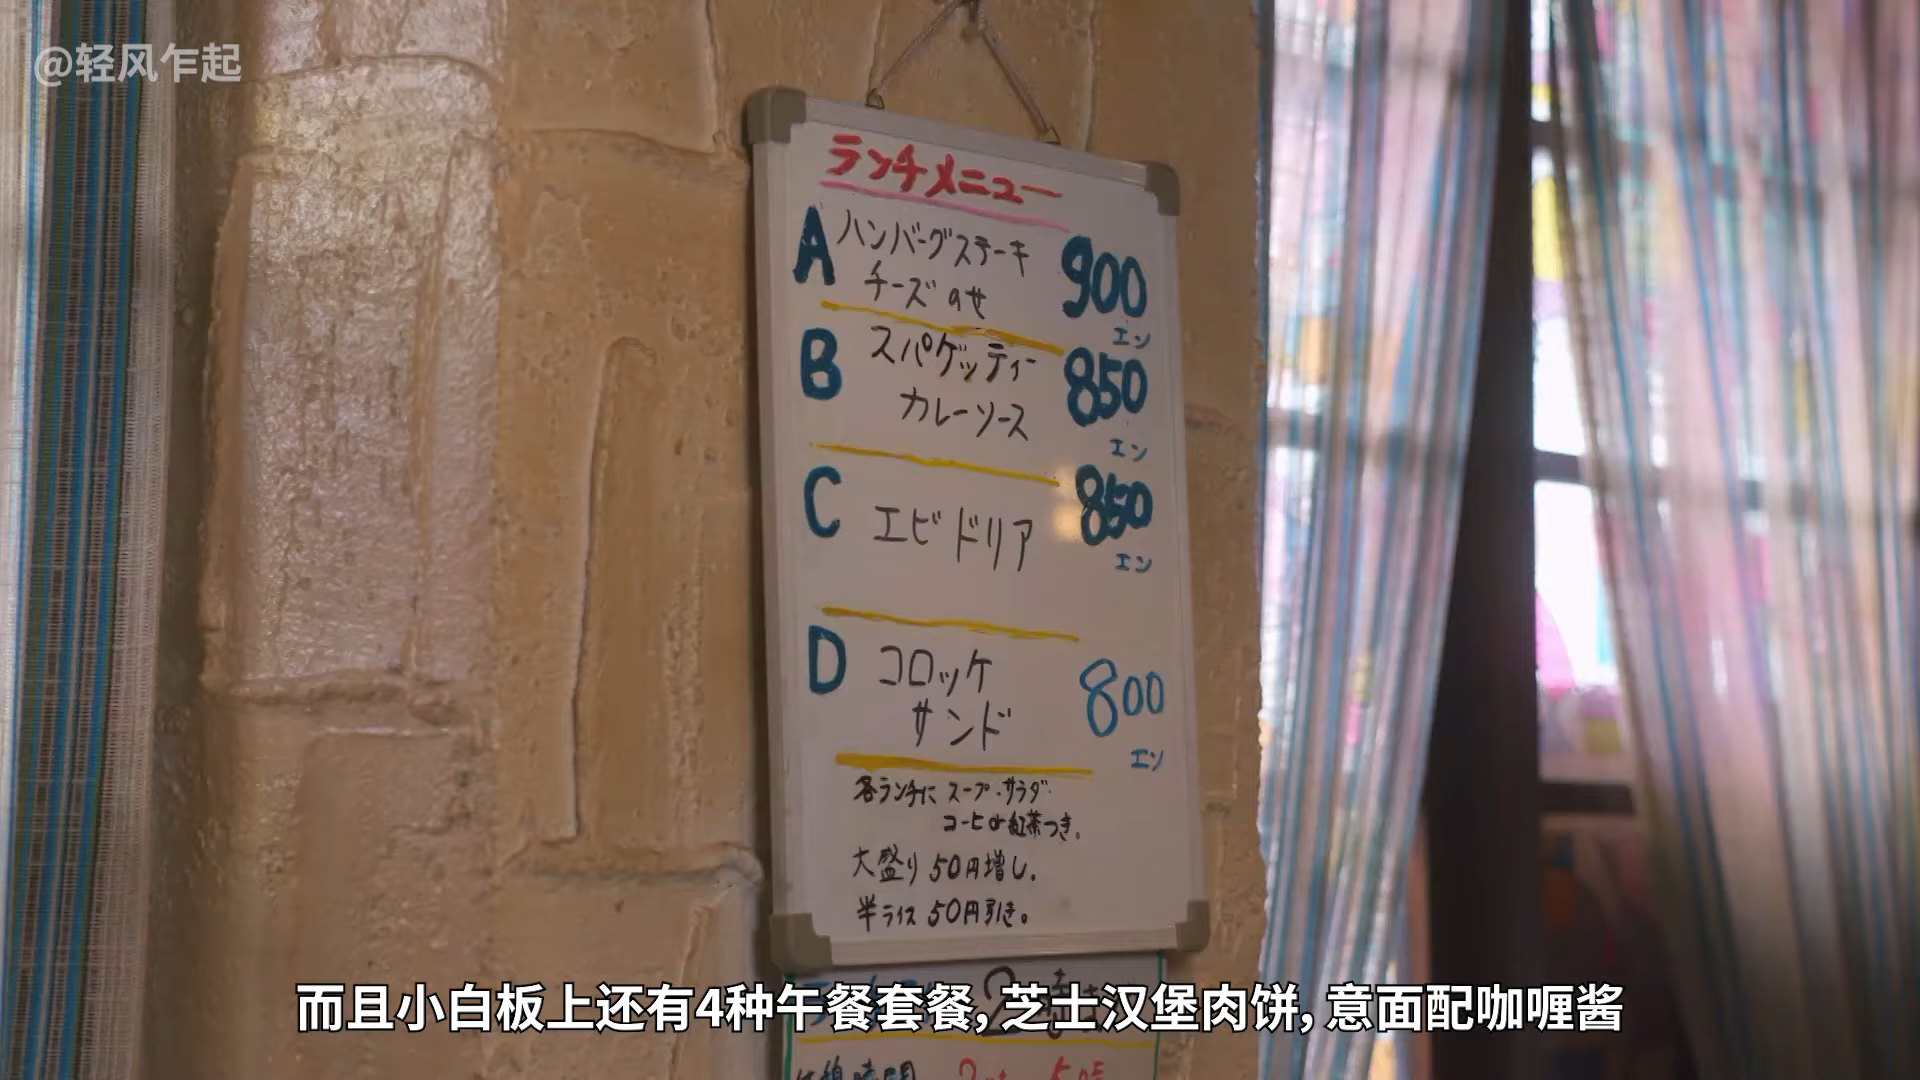 @轻风乍起
ランチメニュー
A ハンバーグステーキ
チーズのせ 900
エン
B スパゲッティー
カレーソース 850
エン
C エビドリア 850
エン
D コロッケ
サンド 800
エン
各ランチに スープ・サラダ
コーヒor紅茶つき。
大盛り 50円増し.
半ライス 50円引き。
2時
而且小白板上还有4种午餐套餐, 芝士汉堡肉饼, 意面配咖喱酱
時間